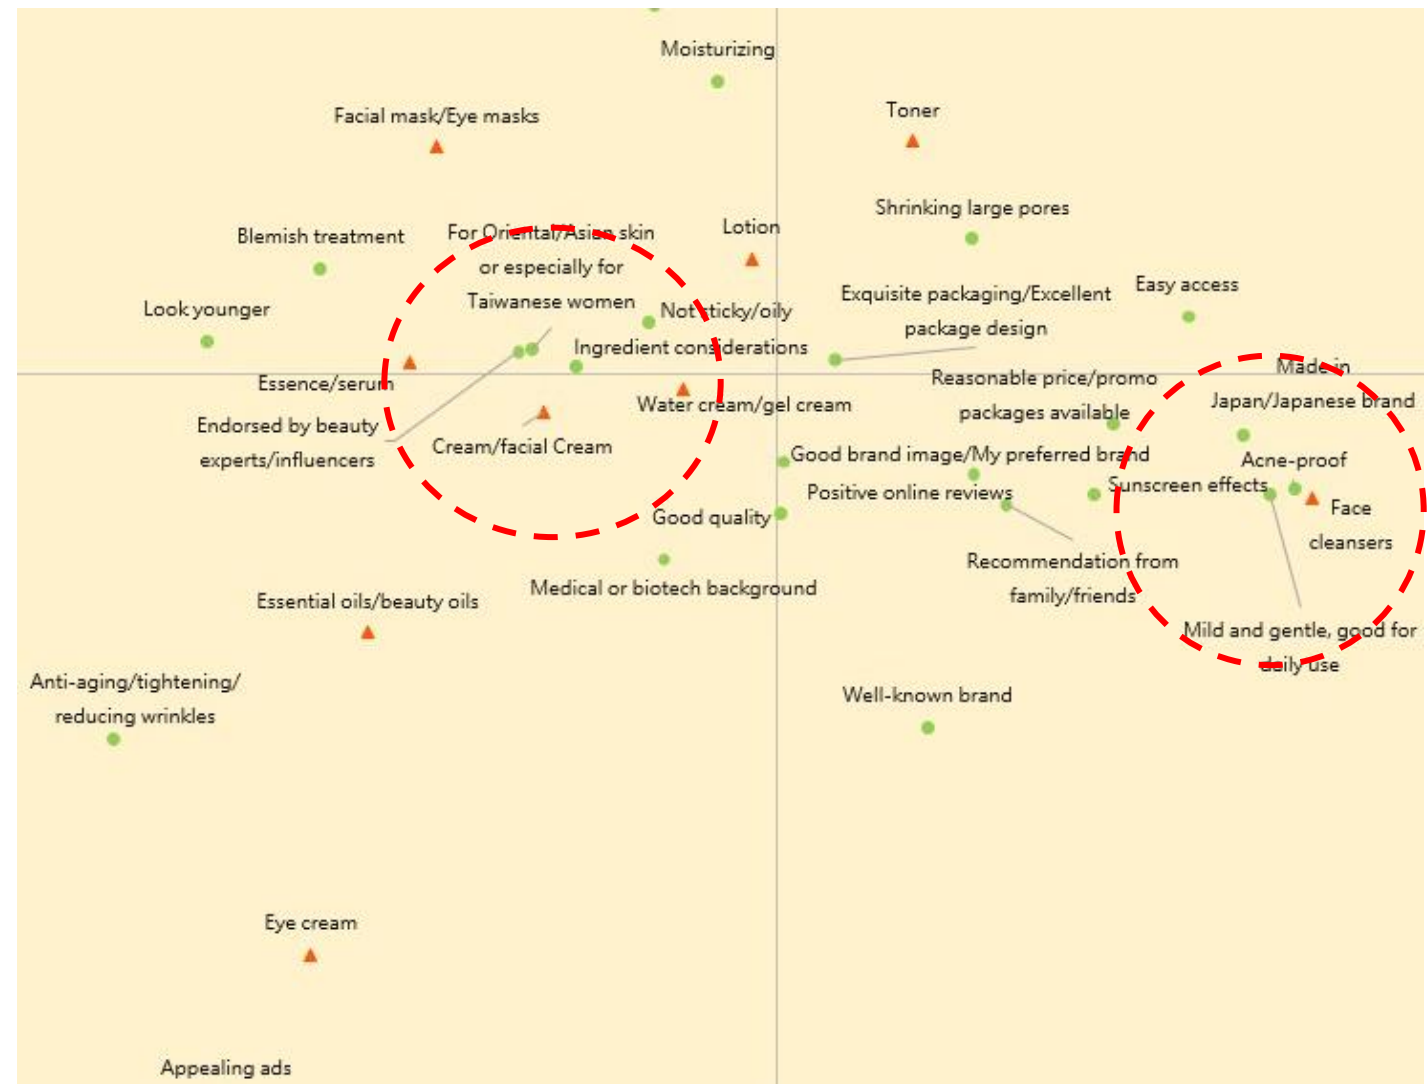 Moisturizing
Toner
Facial mask/Eye masks
Shrinking large pores
Lotion
For Oriental/Asian skin
or especially for
Taiwanese women
Blemish treatment
Easy access
Exquisite packaging/Excellent
package design
Look younger
Not sticky/oily
Ingredient considerations
Made in
Japan/Japanese brand
Reasonable price/promo
packages available
Essence/serum
Water cream/gel cream
Endorsed by beauty
experts/influencers
Cream/facial Cream
Good brand image/My preferred brand
Acne-proof
Sunscreen effects
Positive online reviews
Face
cleansers
Good quality
Recommendation from
family/friends
Medical or biotech background
Essential oils/beauty oils
Mild and gentle, good for
daily use
Anti-aging/tightening/
reducing wrinkles
Well-known brand
Eye cream
Appealing ads